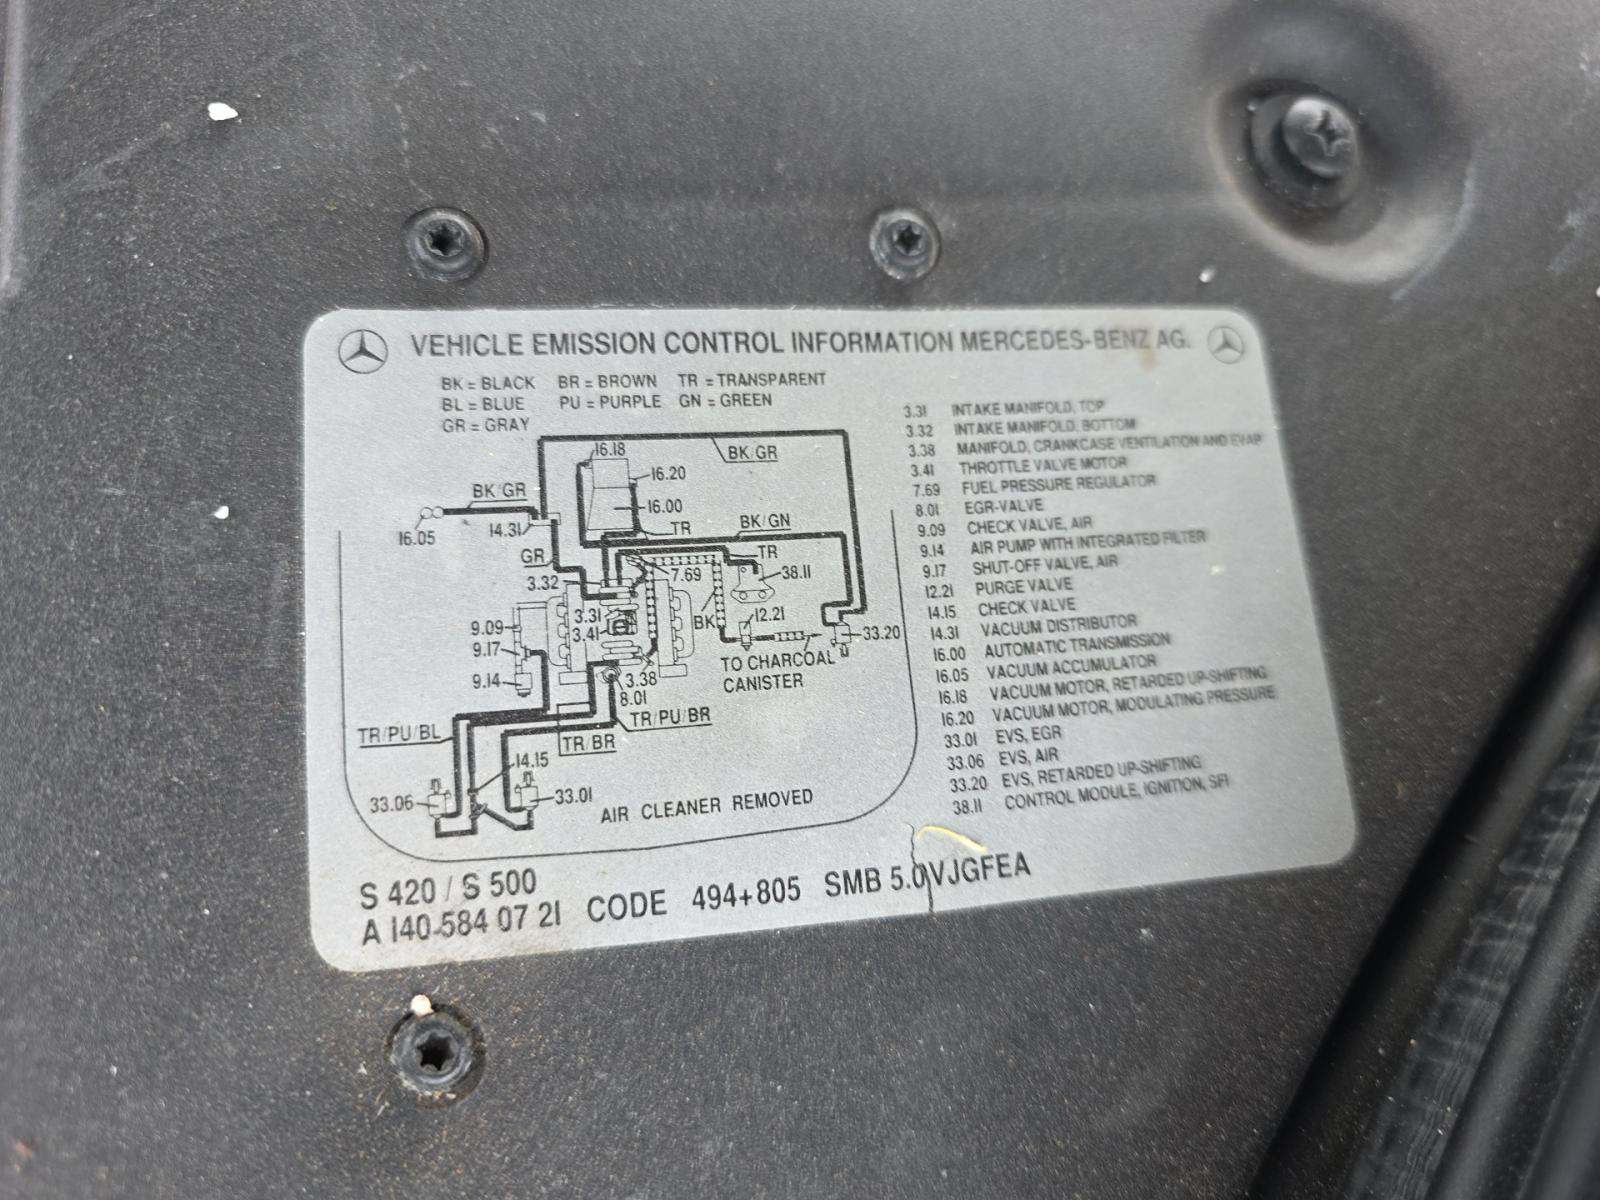 VEHICLE EMISSION CONTROL INFORMATION MERCEDES-BENZ AG.
BK = BLACK BR = BROWN TR = TRANSPARENT
BL = BLUE PU = PURPLE GN = GREEN
GR = GRAY
16.18
BK/GR
16.20
BK/GR
16.00
BK/GN
16.05
14.31
TR
TR
GR
3.32
7.69
38.11
3.31
3.41
BK
12.21
9.09
33.20
9.17
TO CHARCOAL
CANISTER
9.14
3.38
8.01
TR/PU/BR
TR/PU/BL
TR/BR
14.15
33.06
33.01
AIR CLEANER REMOVED
3.31 INTAKE MANIFOLD, TOP
3.32 INTAKE MANIFOLD, BOTTOM
3.38 MANIFOLD, CRANKCASE VENTILATION AND EVAP
3.41 THROTTLE VALVE MOTOR
7.69 FUEL PRESSURE REGULATOR
8.01 EGR-VALVE
9.09 CHECK VALVE, AIR
9.14 AIR PUMP WITH INTEGRATED FILTER
9.17 SHUT-OFF VALVE, AIR
12.21 PURGE VALVE
14.15 CHECK VALVE
14.31 VACUUM DISTRIBUTOR
16.00 AUTOMATIC TRANSMISSION
16.05 VACUUM ACCUMULATOR
16.18 VACUUM MOTOR, RETARDED UP-SHIFTING
16.20 VACUUM MOTOR, MODULATING PRESSURE
33.01 EVS, EGR
33.06 EVS, AIR
33.20 EVS, RETARDED UP-SHIFTING
38.11 CONTROL MODULE, IGNITION, SFI
S 420 / S 500
A 140 584 07 21 CODE 494+805 SMB 5.0VJGFEA